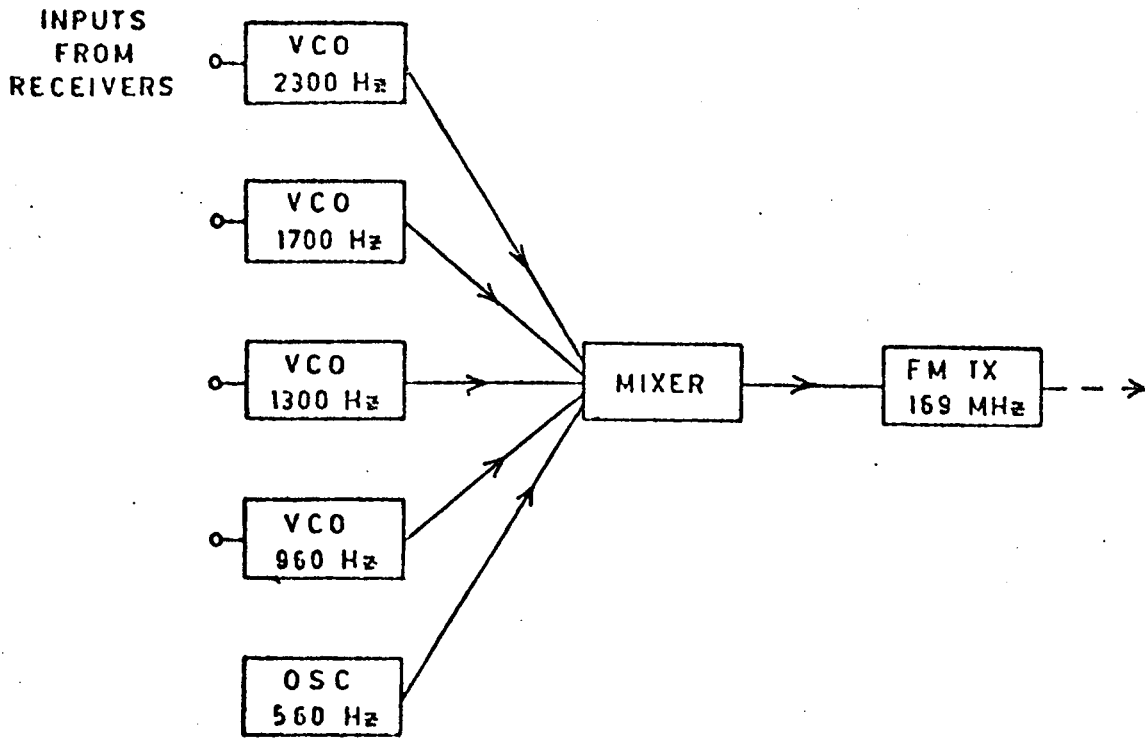 INPUTS
FROM
RECEIVERS
VCO
2300 Hz
VCO
1700 Hz
VCO
1300 Hz
MIXER
FM TX
169 MHz
VCO
960 Hz
OSC
560 Hz